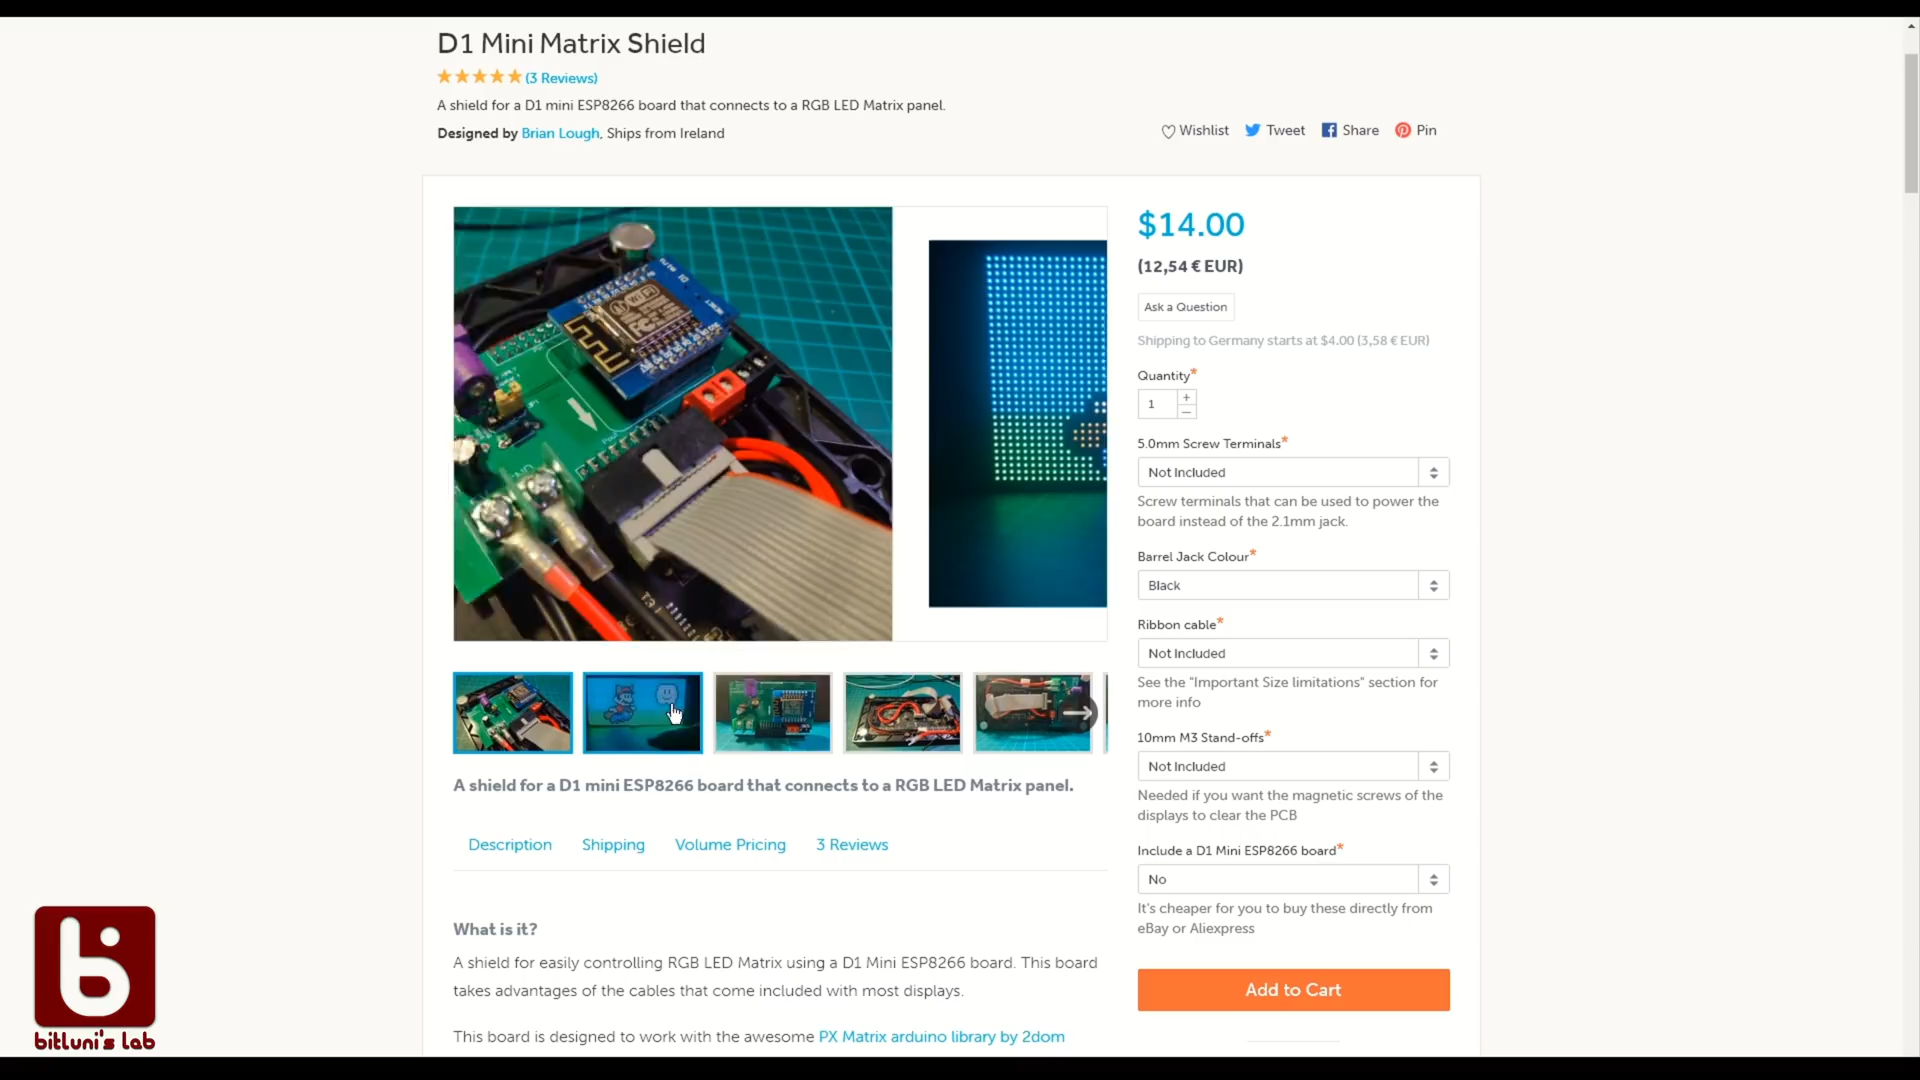 D1 Mini Matrix Shield
(3 Reviews)
A shield for a D1 mini ESP8266 board that connects to a RGB LED Matrix panel.
Designed by Brian Lough, Ships from Ireland
Wishlist Tweet Share Pin
$14.00
(12,54 € EUR)
Ask a Question
Shipping to Germany starts at $4.00 (3,58 € EUR)
Quantity*
1
+
−
5.0mm Screw Terminals*
Not Included
Screw terminals that can be used to power the
board instead of the 2.1mm jack.
Barrel Jack Colour*
Black
Ribbon cable*
Not Included
See the "Important Size limitations" section for
more info
10mm M3 Stand-offs*
Not Included
Needed if you want the magnetic screws of the
displays to clear the PCB
Include a D1 Mini ESP8266 board*
No
It's cheaper for you to buy these directly from
eBay or Aliexpress
Add to Cart
WiFi
A shield for a D1 mini ESP8266 board that connects to a RGB LED Matrix panel.
Description Shipping Volume Pricing 3 Reviews
What is it?
A shield for easily controlling RGB LED Matrix using a D1 Mini ESP8266 board. This board
takes advantages of the cables that come included with most displays.
This board is designed to work with the awesome PX Matrix arduino library by 2dom
bitluni's lab